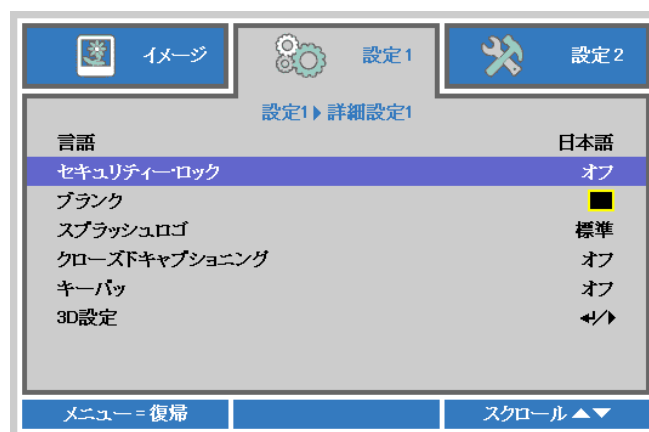 イメージ 設定1 設定2
設定1▶詳細設定1
言語 日本語
セキュリティー・ロック オフ
ブランク
スプラッシュロゴ 標準
クローズドキャプショニング オフ
キーパッ オフ
3D設定 ↵/▶
メニュー = 復帰 スクロール▲▼